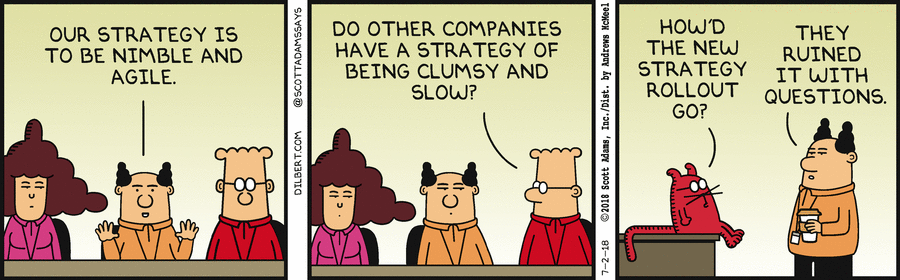 OUR STRATEGY IS
TO BE NIMBLE AND
AGILE.
DILBERT.COM @SCOTTADAMSSAYS
DO OTHER COMPANIES
HAVE A STRATEGY OF
BEING CLUMSY AND
SLOW?
7-2-18 ©2018 Scott Adams, Inc./Dist. by Andrews McMeel
HOW'D
THE NEW
STRATEGY
ROLLOUT
GO?
THEY
RUINED
IT WITH
QUESTIONS.